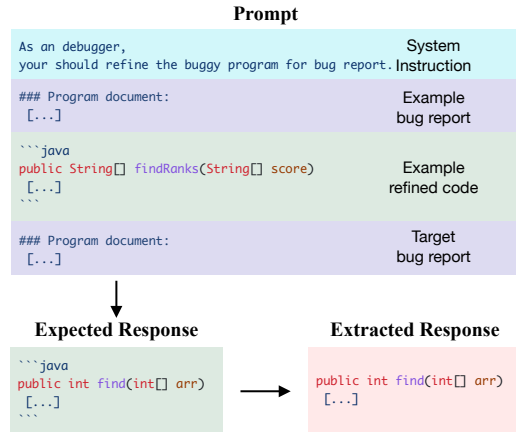 Prompt
As an debugger,
your should refine the buggy program for bug report.
System
Instruction
### Program document:
[...]
Example
bug report
```java
public String[] findRanks(String[] score)
[...]
```
Example
refined code
### Program document:
[...]
Target
bug report
Expected Response
```java
public int find(int[] arr)
[...]
```
Extracted Response
public int find(int[] arr)
[...]